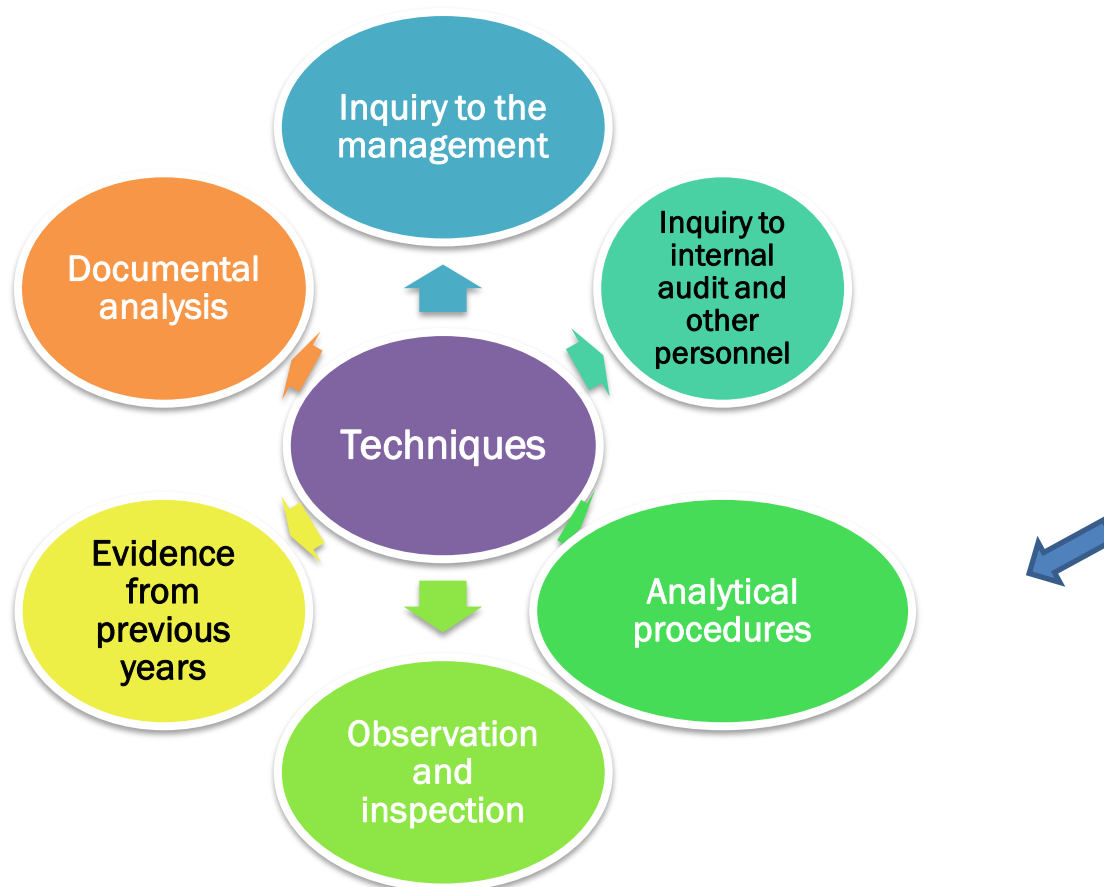 Inquiry to the
management
Inquiry to
internal
audit and
other
personnel
Documental
analysis
Techniques
Analytical
procedures
Evidence
from
previous
years
Observation
and
inspection